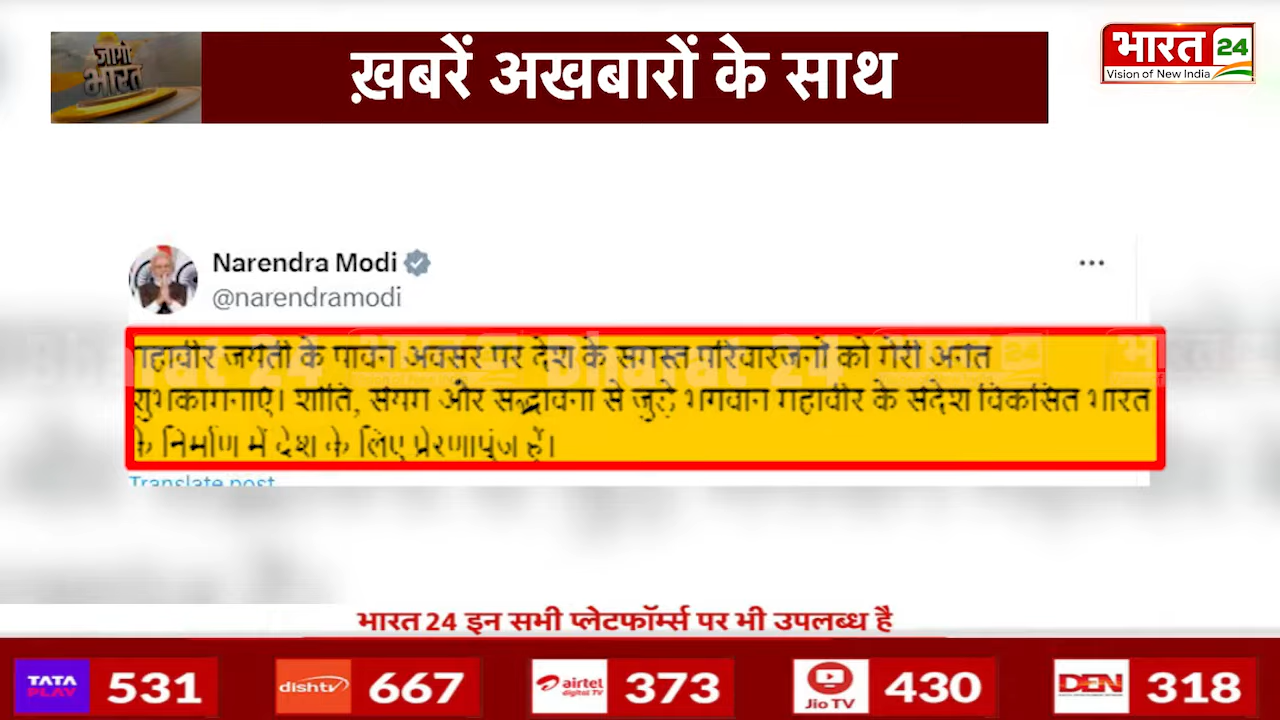 जागो
भारत
ख़बरें अखबारों के साथ
भारत 24
Vision of New India
Narendra Modi
@narendramodi
महावीर जयंती के पावन अवसर पर देश के समस्त परिवारजनों को मेरी अनंत
शुभकामनाएं। शांति, संयम और सद्भावना से जुड़े भगवान महावीर के संदेश विकसित भारत
के निर्माण में देश के लिए प्रेरणापुंज हैं।
Translate post
भारत 24 इन सभी प्लेटफॉर्म्स पर भी उपलब्ध है
TATA PLAY 531
dishtv 667
airtel digital TV 373
JioTV 430
DEN 318